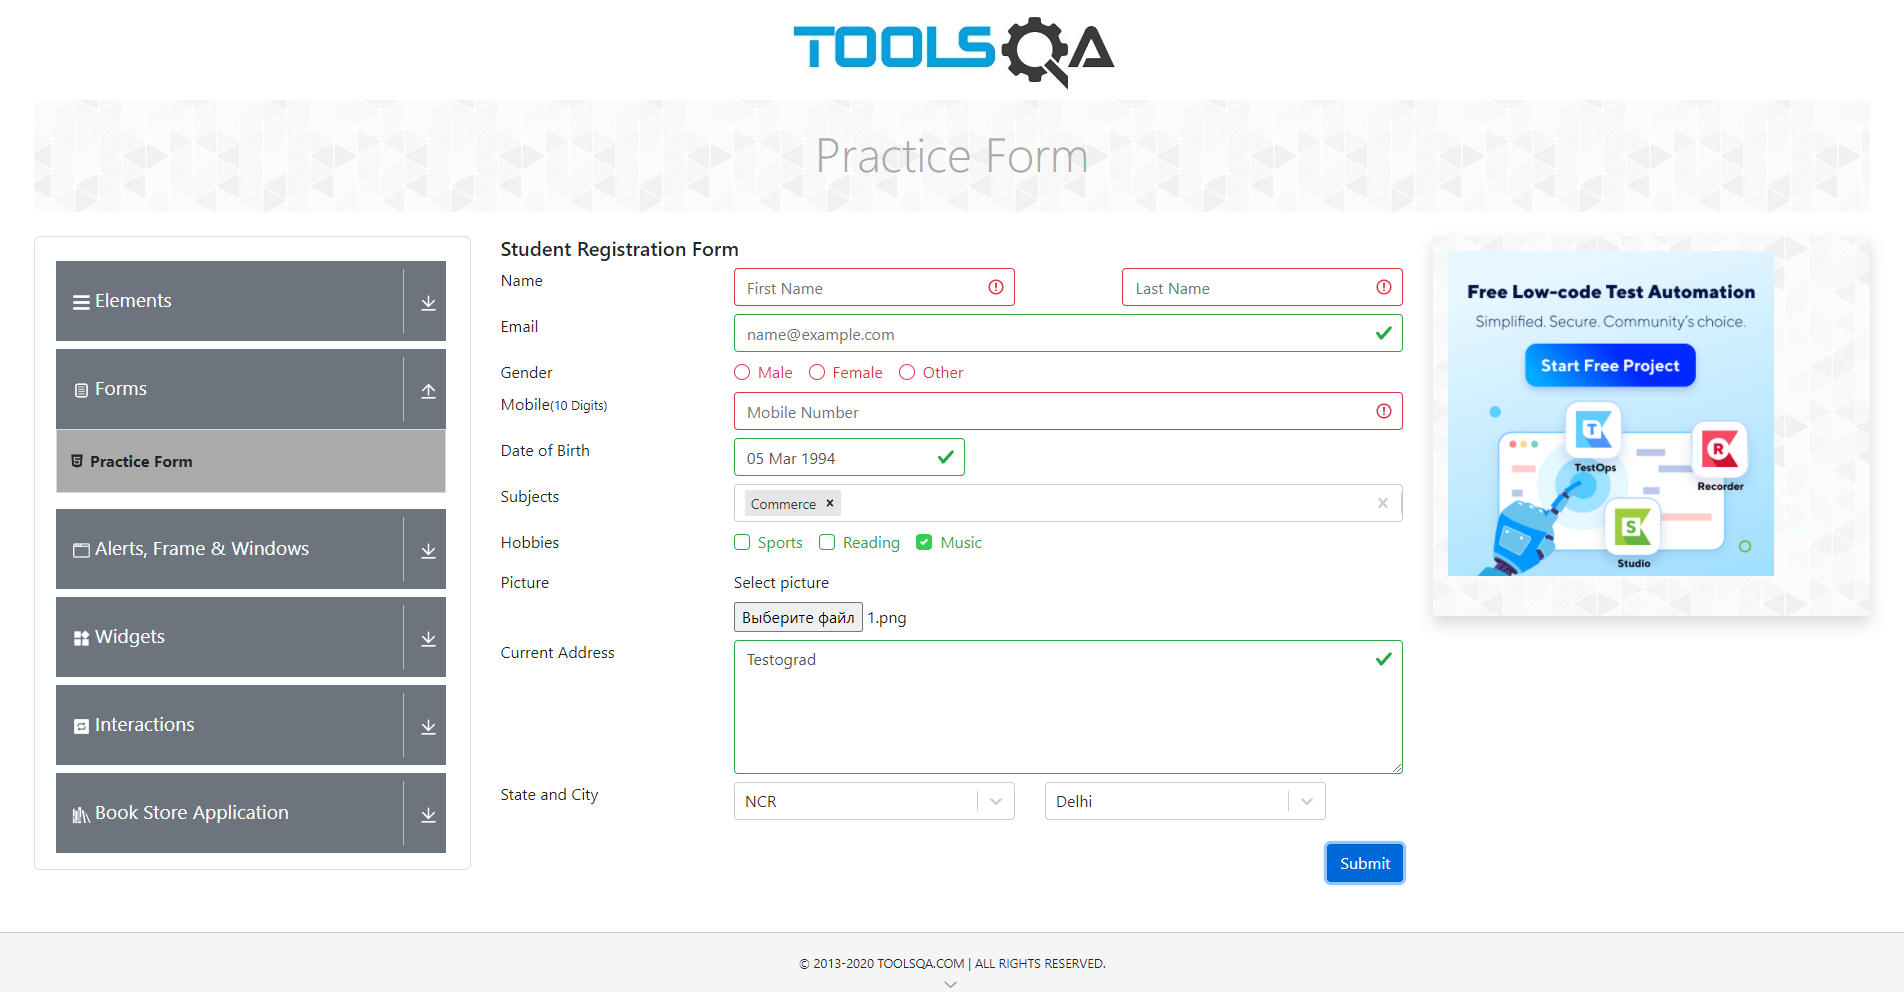 TOOLSQA
Practice Form
Elements
Forms
Practice Form
Alerts, Frame & Windows
Widgets
Interactions
Book Store Application
Student Registration Form
Name
First Name
Last Name
Email
name@example.com
Gender
Male Female Other
Mobile(10 Digits)
Mobile Number
Date of Birth
05 Mar 1994
Subjects
Commerce
Hobbies
Sports Reading Music
Picture
Select picture
Выберите файл 1.png
Current Address
Testograd
State and City
NCR
Delhi
Submit
Free Low-code Test Automation
Simplified. Secure. Community's choice.
Start Free Project
T
TestOps
R
Recorder
S
Studio
© 2013-2020 TOOLSQA.COM | ALL RIGHTS RESERVED.